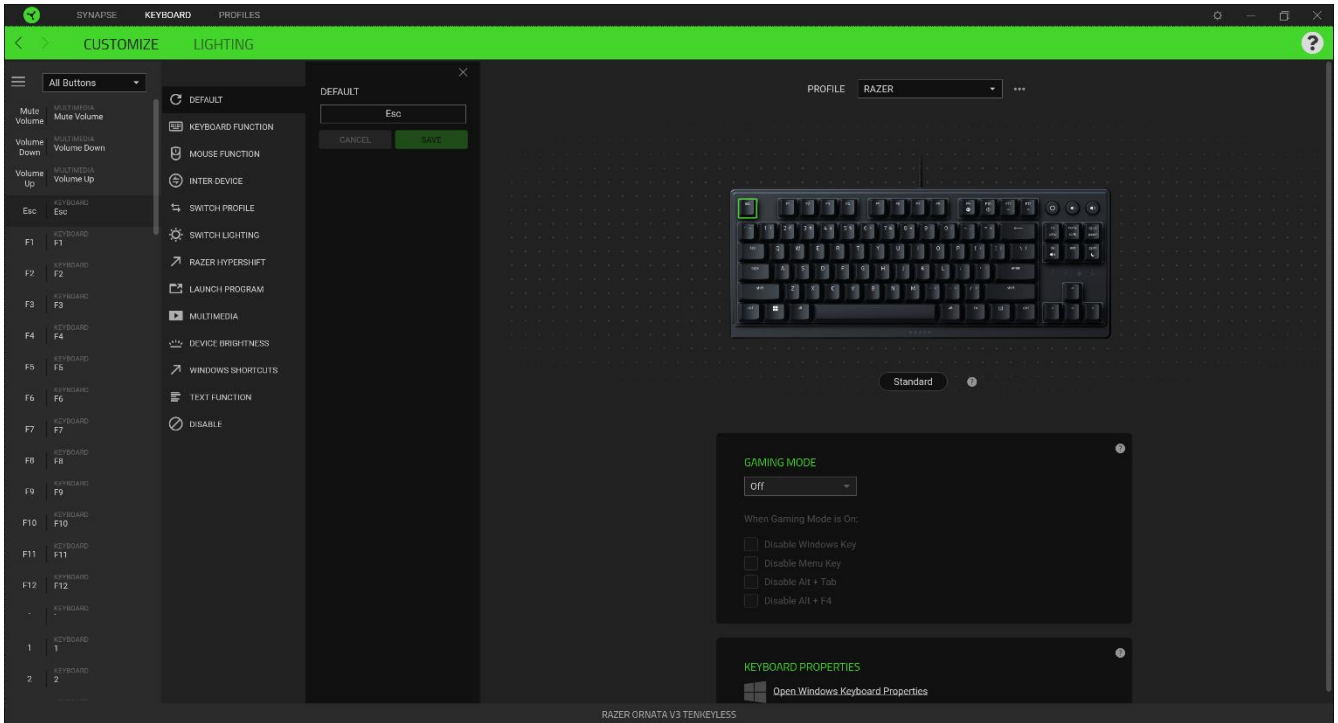 SYNAPSE KEYBOARD PROFILES
CUSTOMIZE LIGHTING
?
All Buttons
Mute Volume MULTIMEDIA Mute Volume
Volume Down MULTIMEDIA Volume Down
Volume Up MULTIMEDIA Volume Up
Esc KEYBOARD Esc
F1 KEYBOARD F1
F2 KEYBOARD F2
F3 KEYBOARD F3
F4 KEYBOARD F4
F5 KEYBOARD F5
F6 KEYBOARD F6
F7 KEYBOARD F7
F8 KEYBOARD F8
F9 KEYBOARD F9
F10 KEYBOARD F10
F11 KEYBOARD F11
F12 KEYBOARD F12
KEYBOARD
1 KEYBOARD 1
2 KEYBOARD 2
DEFAULT
KEYBOARD FUNCTION
MOUSE FUNCTION
INTER-DEVICE
SWITCH PROFILE
SWITCH LIGHTING
RAZER HYPERSHIFT
LAUNCH PROGRAM
MULTIMEDIA
DEVICE BRIGHTNESS
WINDOWS SHORTCUTS
TEXT FUNCTION
DISABLE
DEFAULT
Esc
CANCEL SAVE
PROFILE RAZER
Q W E R T Y U I O P
A S D F G H J K L
Z X C V B N M
Standard ?
GAMING MODE ?
Off
When Gaming Mode is On:
Disable Windows Key
Disable Menu Key
Disable Alt + Tab
Disable Alt + F4
KEYBOARD PROPERTIES ?
Open Windows Keyboard Properties
RAZER ORNATA V3 TENKEYLESS